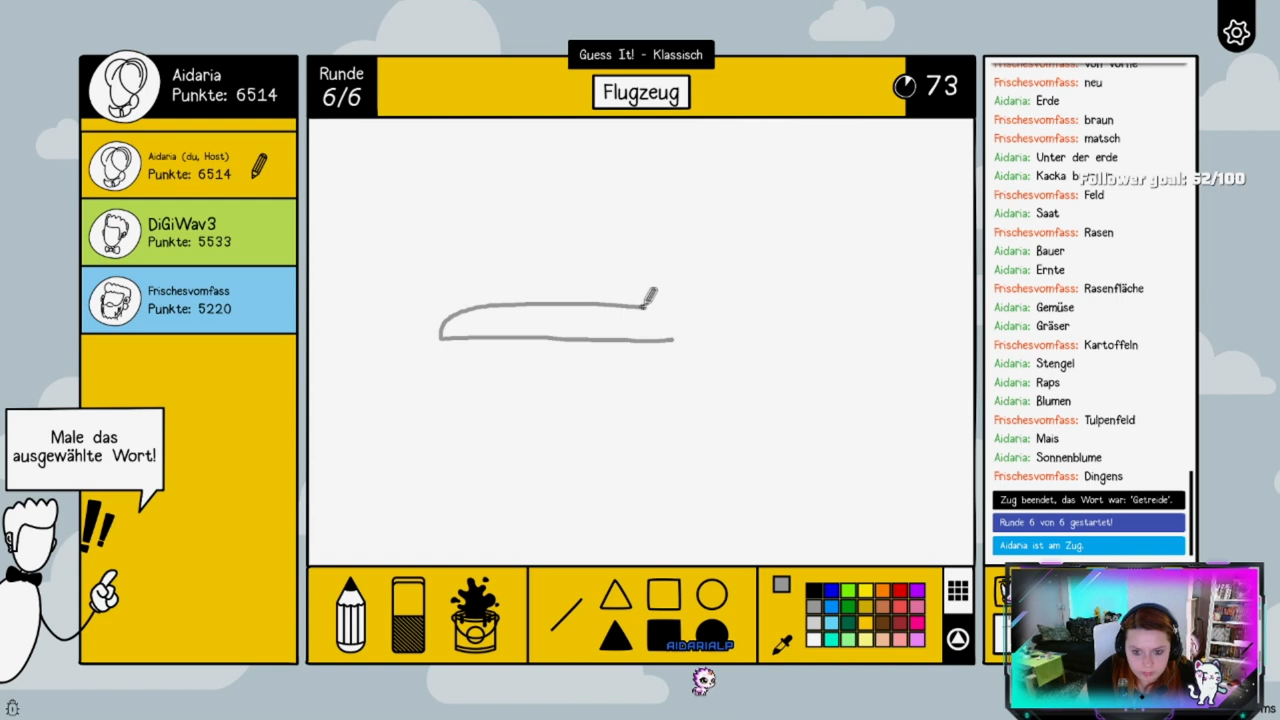 Guess It! - Klassisch
Aidaria
Punkte: 6514
Runde
6/6
Flugzeug
73
Aidaria (du, Host)
Punkte: 6514
DiGiWav3
Punkte: 5533
Frischesvomfass
Punkte: 5220
Male das
ausgewählte Wort!
Frischesvomfass: von vorne
Frischesvomfass: neu
Aidaria: Erde
Frischesvomfass: braun
Frischesvomfass: matsch
Aidaria: Unter der erde
Aidaria: Kacka
Follower goal: 52/100
Frischesvomfass: Feld
Aidaria: Saat
Frischesvomfass: Rasen
Aidaria: Bauer
Aidaria: Ernte
Frischesvomfass: Rasenfläche
Aidaria: Gemüse
Aidaria: Gräser
Frischesvomfass: Kartoffeln
Aidaria: Stengel
Aidaria: Raps
Aidaria: Blumen
Frischesvomfass: Tulpenfeld
Aidaria: Mais
Aidaria: Sonnenblume
Frischesvomfass: Dingens
Zug beendet, das Wort war: 'Getreide'.
Runde 6 von 6 gestartet!
Aidaria ist am Zug.
AIDARIALP
ms